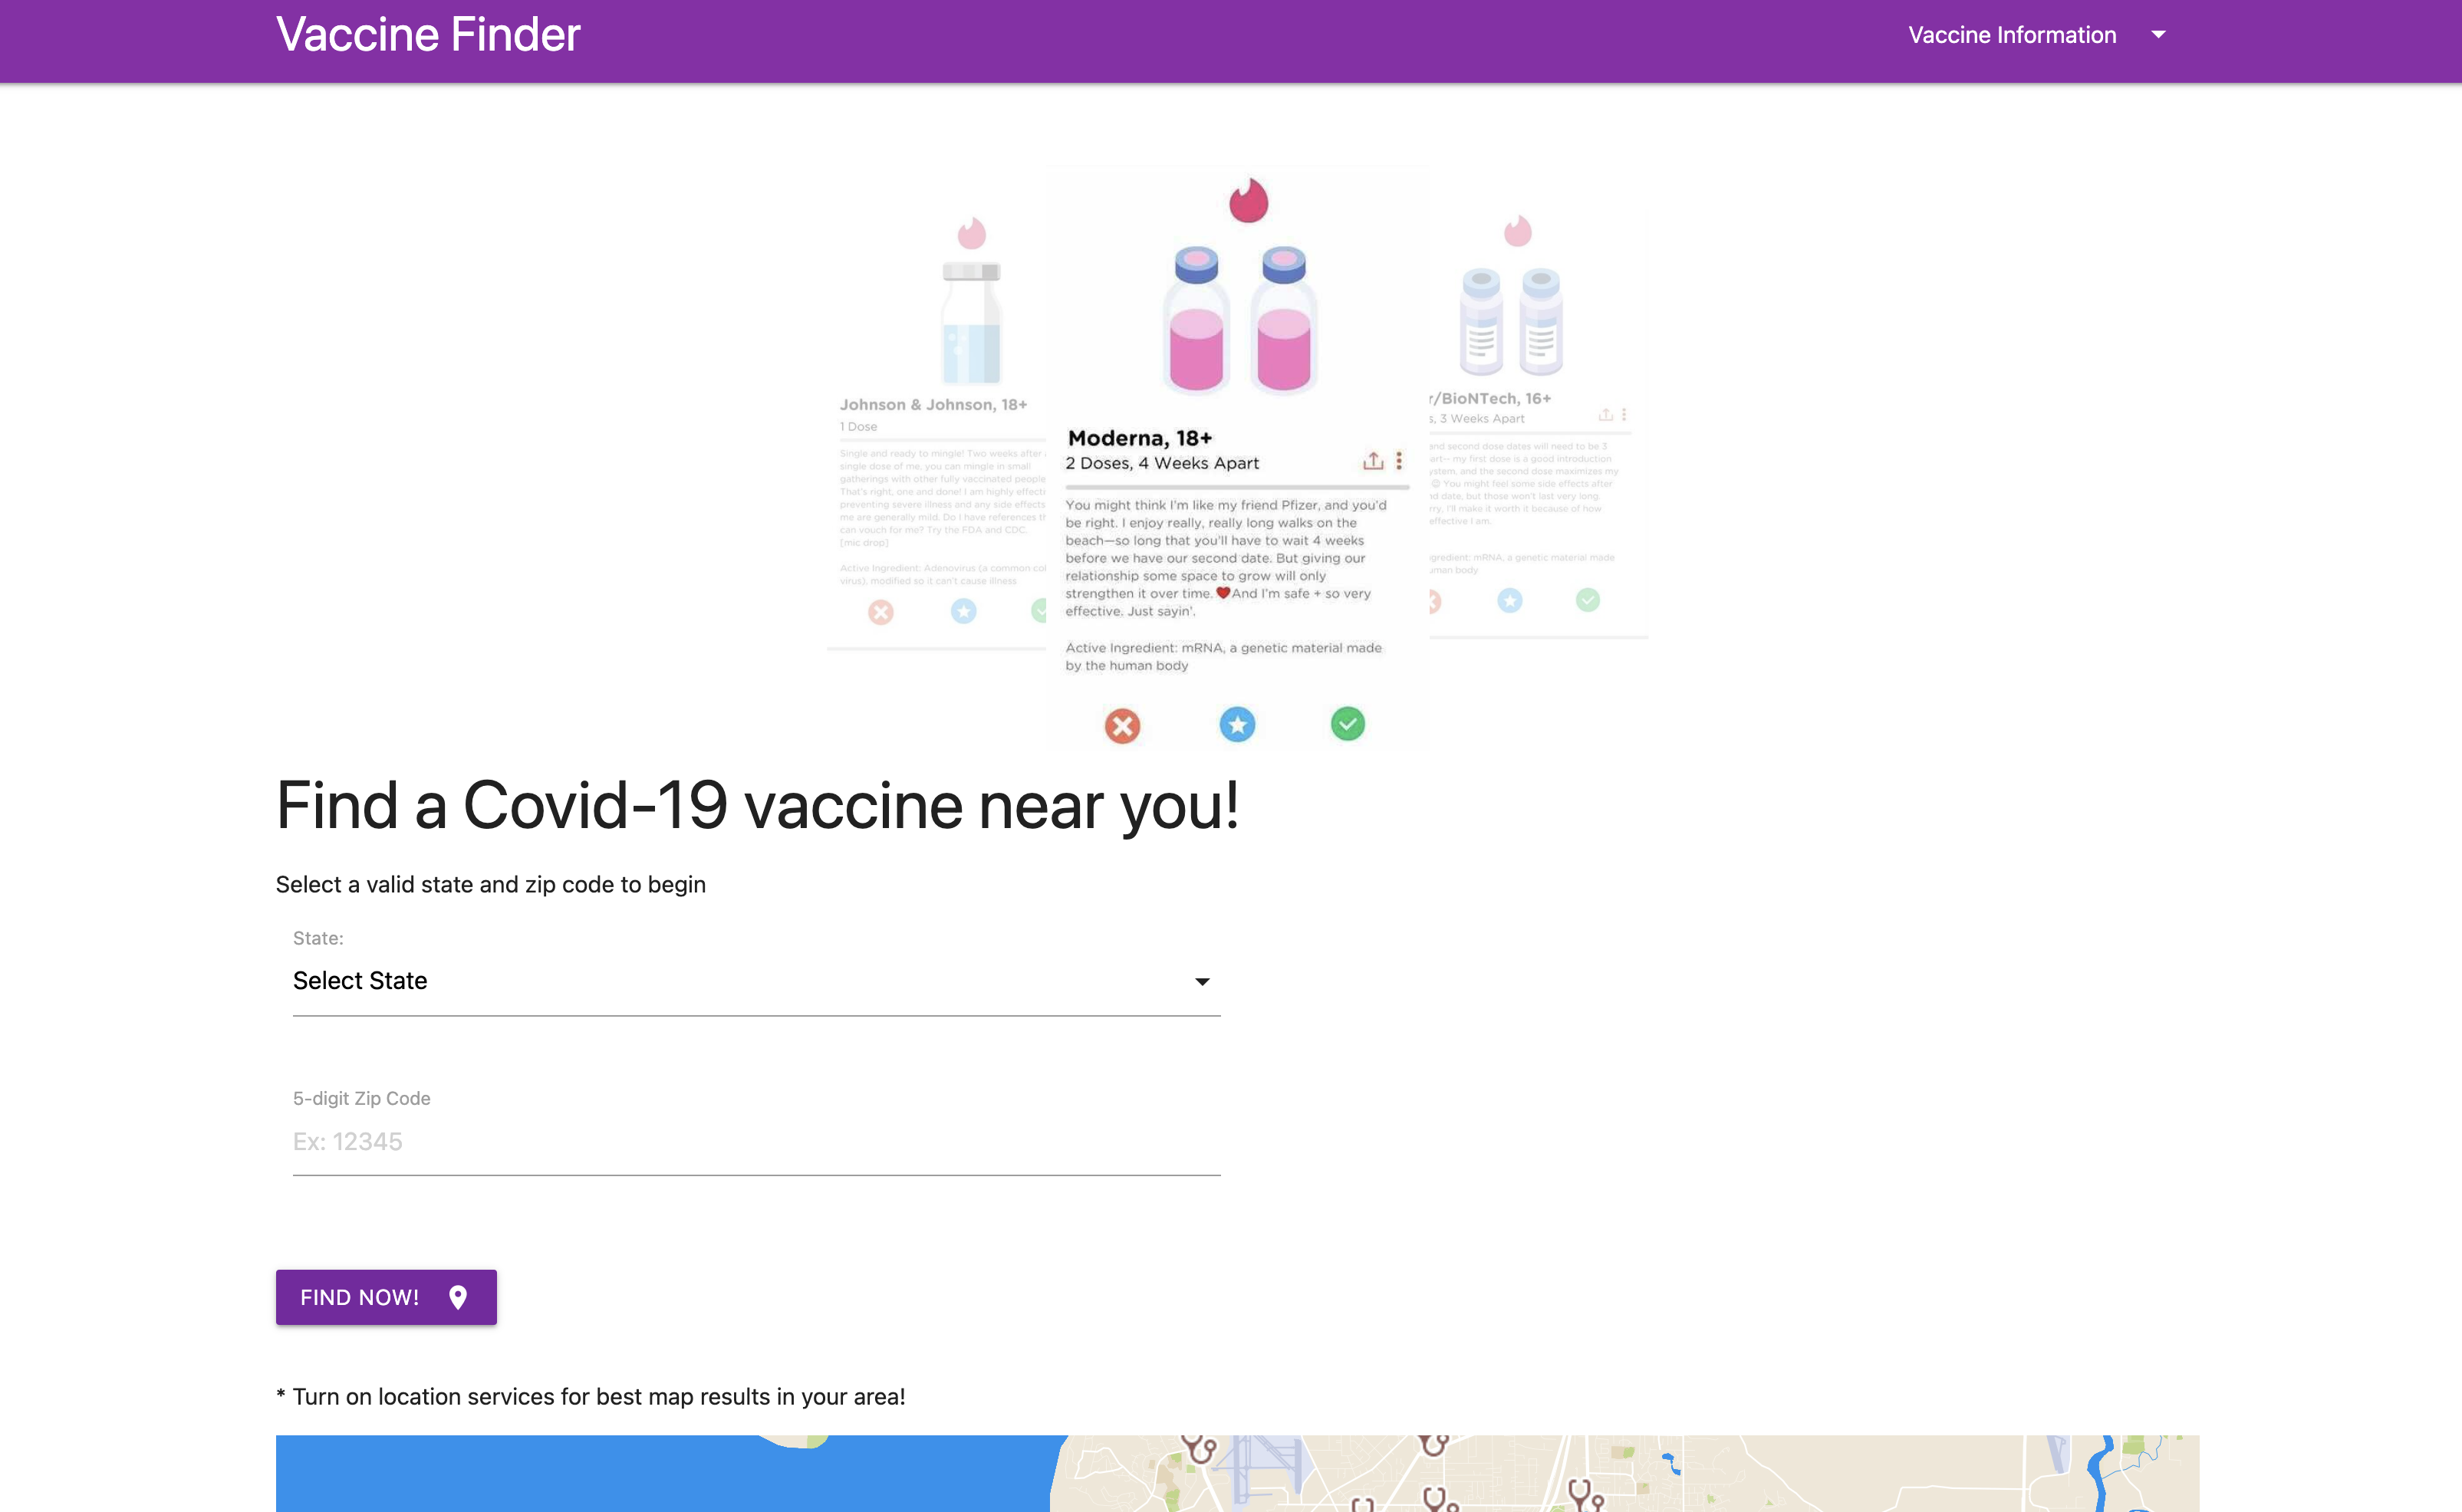 Vaccine Finder
Vaccine Information
Johnson & Johnson, 18+
1 Dose
Single and ready to mingle! Two weeks after
single dose of me, you can mingle in small
gatherings with other fully vaccinated people
That's right, one and done! I am highly
preventing severe illness and any side effects
me are generally mild. Do I have references
can vouch for me? Try the FDA and CDC.
[mic drop]
Active Ingredient: Adenovirus (a common
virus), modified so it can't cause illness
Moderna, 18+
2 Doses, 4 Weeks Apart
You might think I'm like my friend Pfizer, and you'd
be right. I enjoy really, really long walks on the
beach—so long that you'll have to wait 4 weeks
before we have our second date. But giving our
relationship some space to grow will only
strengthen it over time. ❤️And I'm safe + so very
effective. Just sayin'.
Active Ingredient: mRNA, a genetic material made
by the human body
r/BioNTech, 16+
s, 3 Weeks Apart
and second dose dates will need to be 3
art-- my first dose is a good introduction
ystem, and the second dose maximizes my
You might feel some side effects after
nd date, but those won't last very long.
rry, I'll make it worth it because of how
effective I am.
gredient: mRNA, a genetic material made
uman body
Find a Covid-19 vaccine near you!
Select a valid state and zip code to begin
State:
Select State
5-digit Zip Code
Ex: 12345
FIND NOW!
* Turn on location services for best map results in your area!